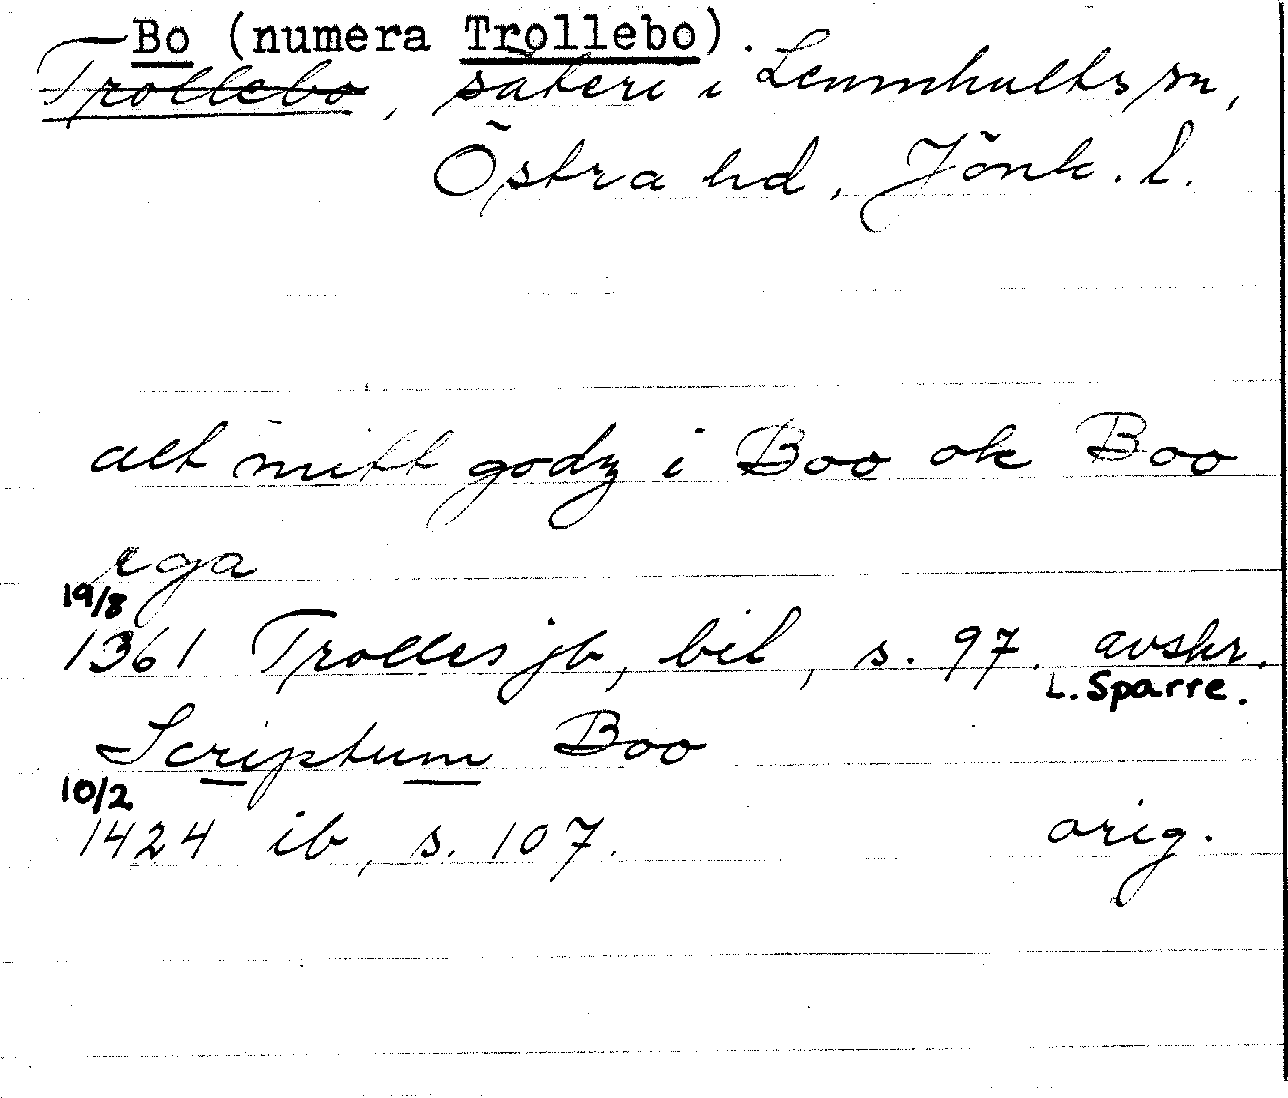 Bo (numera Trollebo).
Trollebo, säteri i Lemnhults sn,
Östra hd, Jönk. l.
alt mitt godz i Boo ok Boo
ega
19/8
1361 Trolles jb, bil, s. 97. avskr.
L. Sparre.
Scriptum Boo
10/2
1424 ib, s. 107. orig.